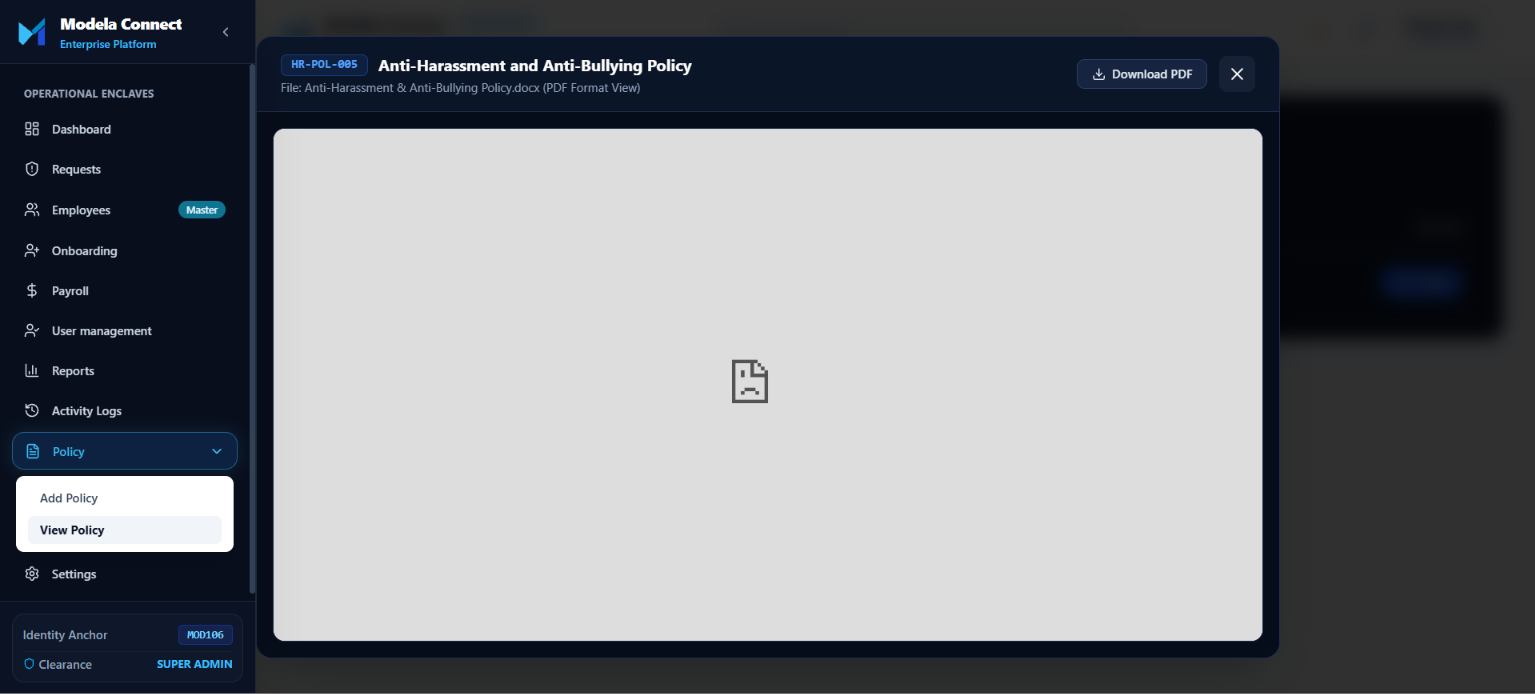 Modela Connect
Enterprise Platform
OPERATIONAL ENCLAVES
Dashboard
Requests
Employees Master
Onboarding
Payroll
User management
Reports
Activity Logs
Policy
Add Policy
View Policy
Settings
Identity Anchor MOD106
Clearance SUPER ADMIN
HR-POL-005 Anti-Harassment and Anti-Bullying Policy
File: Anti-Harassment & Anti-Bullying Policy.docx (PDF Format View)
Download PDF